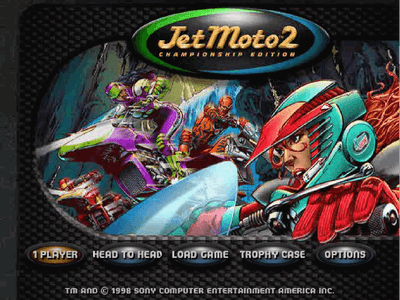 Jet Moto 2
CHAMPIONSHIP EDITION
1 PLAYER HEAD TO HEAD LOAD GAME TROPHY CASE OPTIONS
TM AND © 1998 SONY COMPUTER ENTERTAINMENT AMERICA INC.